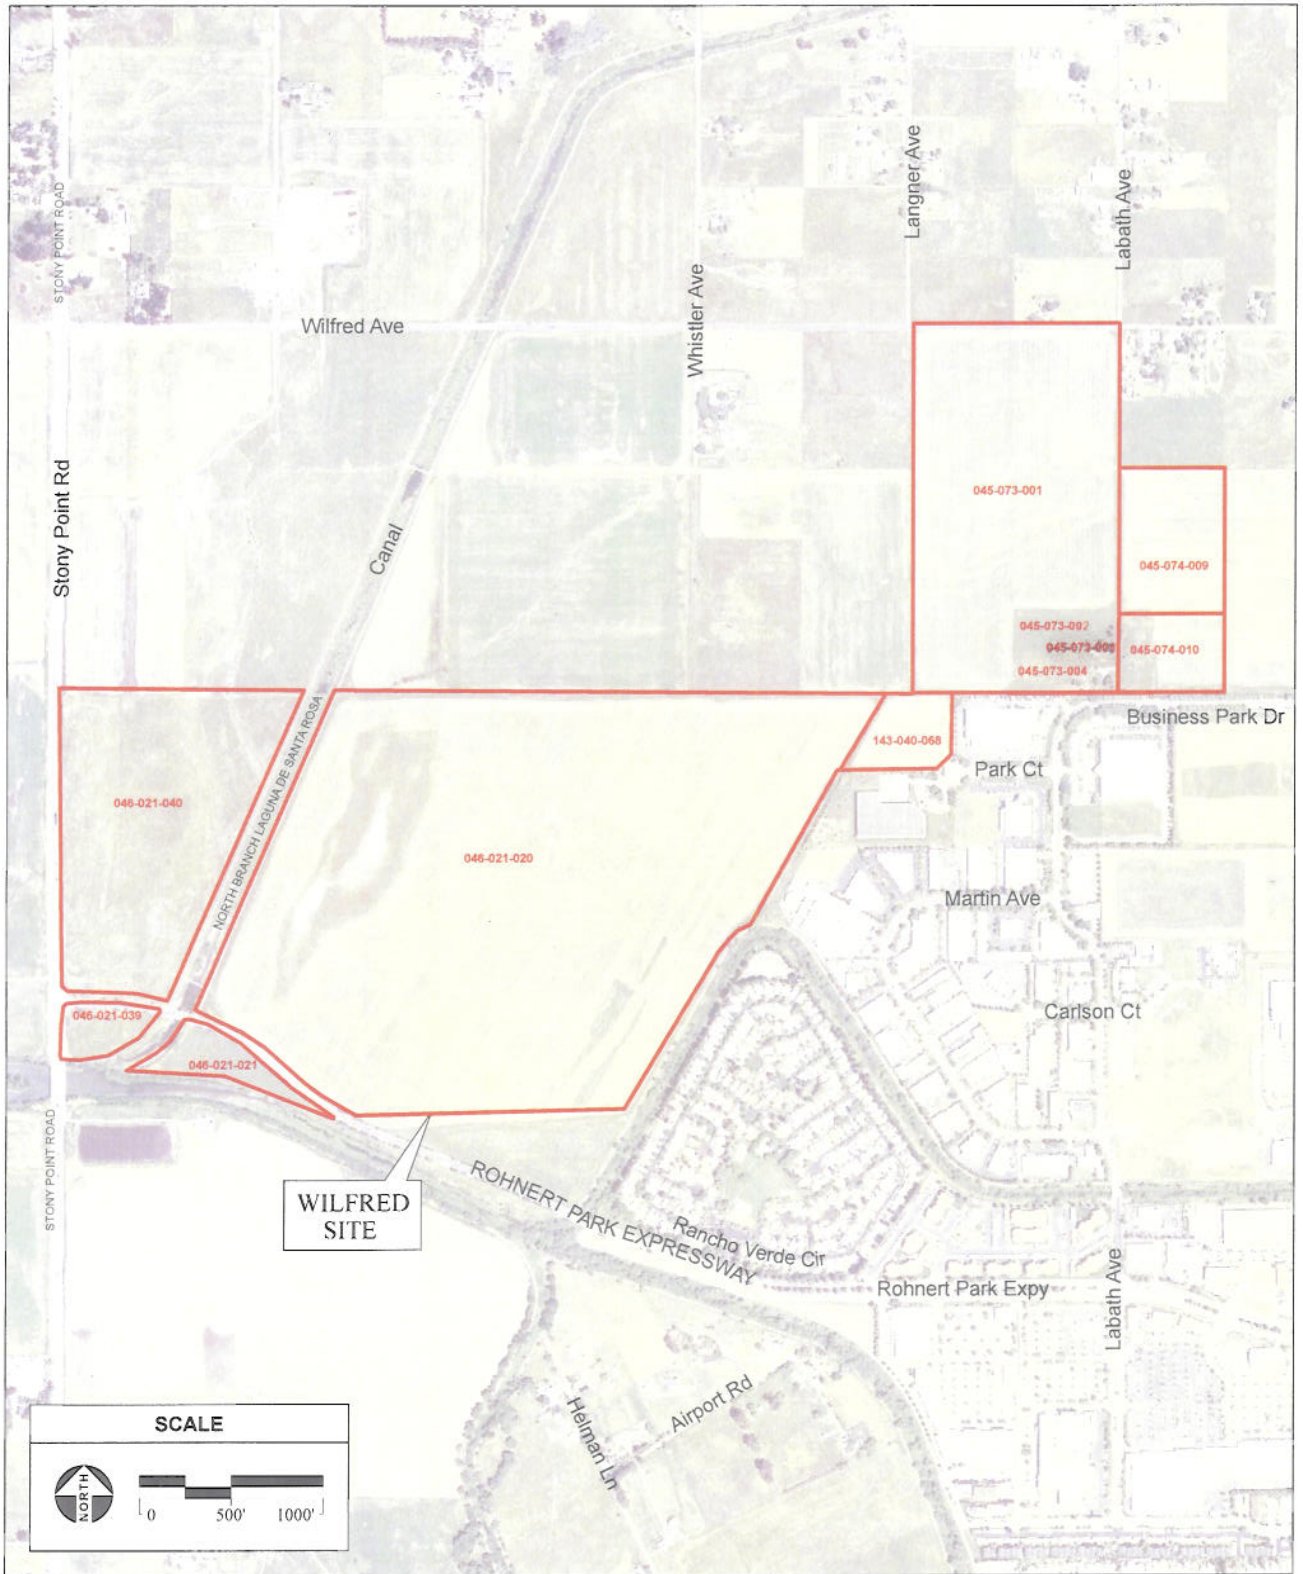 Langner Ave
Labath Ave
STONY POINT ROAD
Wilfred Ave
Whistler Ave
Stony Point Rd
Canal
045-073-001
045-074-009
045-073-002
045-074-010
045-073-004
Business Park Dr
NORTH BRANCH LAGUNA DE SANTA ROSA
143-040-068
Park Ct
046-021-040
046-021-020
Martin Ave
046-021-039
Carlson Ct
046-021-021
STONY POINT ROAD
WILFRED
SITE
ROHNERT PARK EXPRESSWAY
Rancho Verde Cir
Rohnert Park Expy
Labath Ave
Helman Ln
Airport Rd
SCALE
NORTH
0 500' 1000'